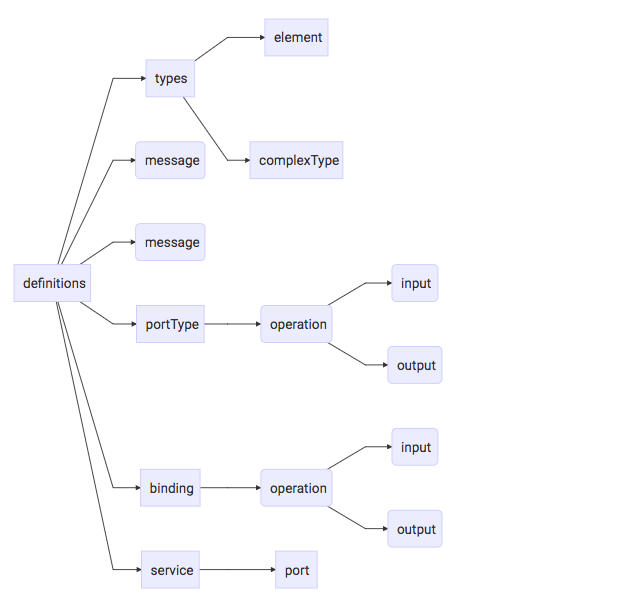 element
types
message
complexType
message
definitions
input
portType
operation
output
input
binding
operation
output
service
port